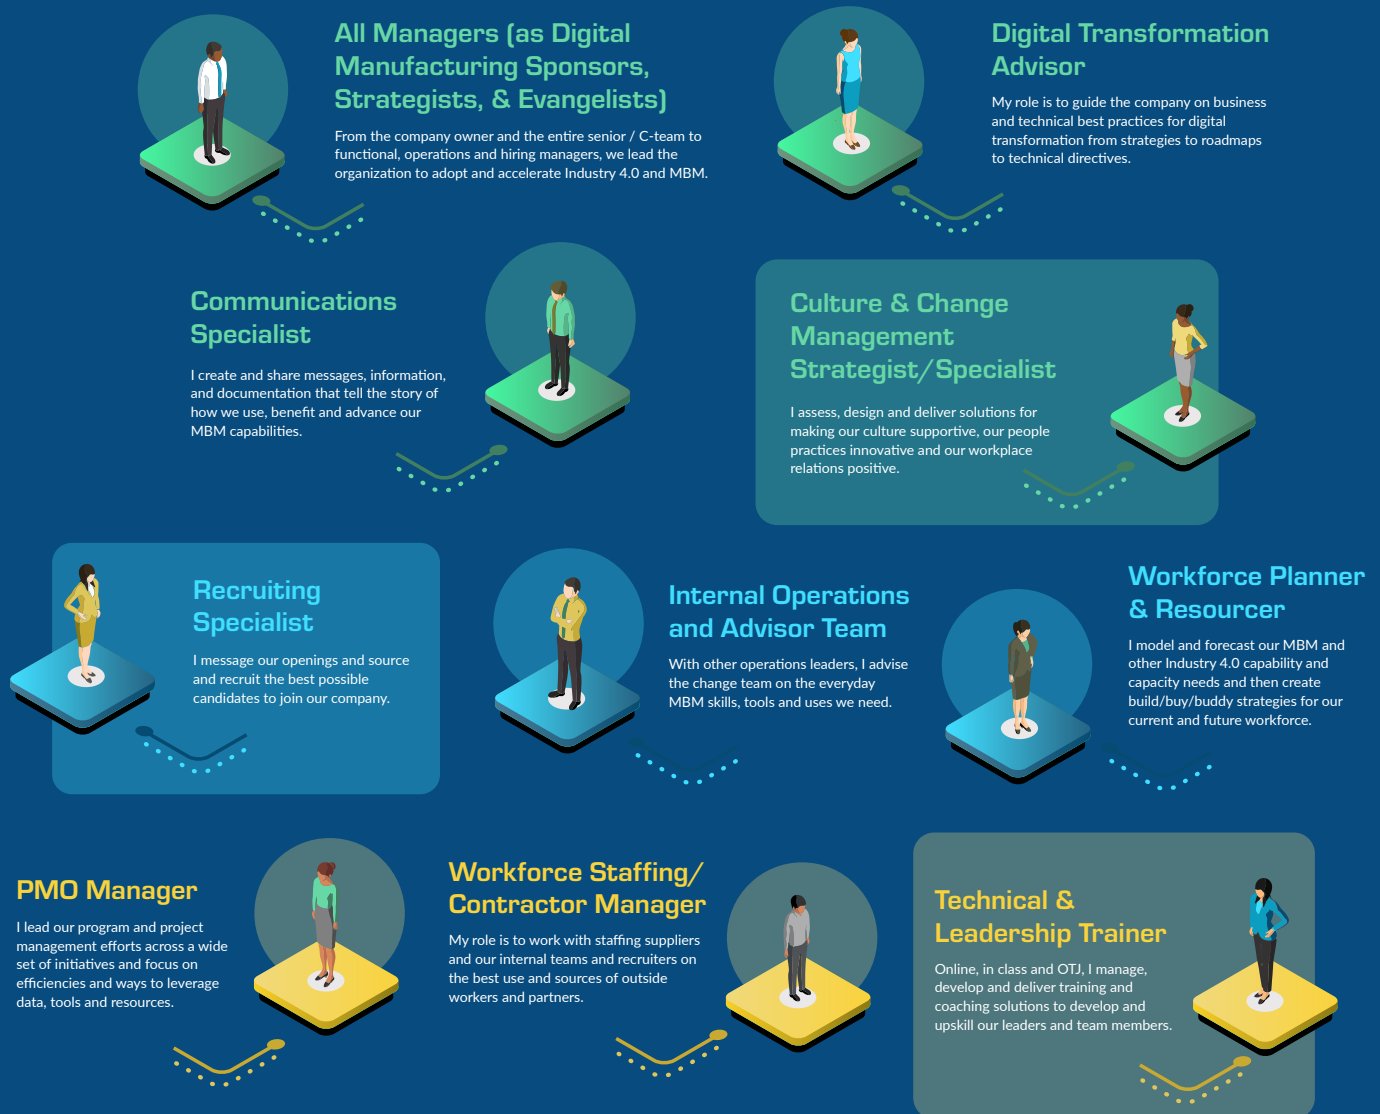 All Managers (as Digital
Manufacturing Sponsors,
Strategists, & Evangelists)
From the company owner and the entire senior / C-team to
functional, operations and hiring managers, we lead the
organization to adopt and accelerate Industry 4.0 and MBM.
Digital Transformation
Advisor
My role is to guide the company on business
and technical best practices for digital
transformation from strategies to roadmaps
to technical directives.
Communications
Specialist
I create and share messages, information,
and documentation that tell the story of
how we use, benefit and advance our
MBM capabilities.
Culture & Change
Management
Strategist/Specialist
I assess, design and deliver solutions for
making our culture supportive, our people
practices innovative and our workplace
relations positive.
Recruiting
Specialist
I message our openings and source
and recruit the best possible
candidates to join our company.
Internal Operations
and Advisor Team
With other operations leaders, I advise
the change team on the everyday
MBM skills, tools and uses we need.
Workforce Planner
& Resourcer
I model and forecast our MBM and
other Industry 4.0 capability and
capacity needs and then create
build/buy/buddy strategies for our
current and future workforce.
PMO Manager
I lead our program and project
management efforts across a wide
set of initiatives and focus on
efficiencies and ways to leverage
data, tools and resources.
Workforce Staffing/
Contractor Manager
My role is to work with staffing suppliers
and our internal teams and recruiters on
the best use and sources of outside
workers and partners.
Technical &
Leadership Trainer
Online, in class and OTJ, I manage,
develop and deliver training and
coaching solutions to develop and
upskill our leaders and team members.